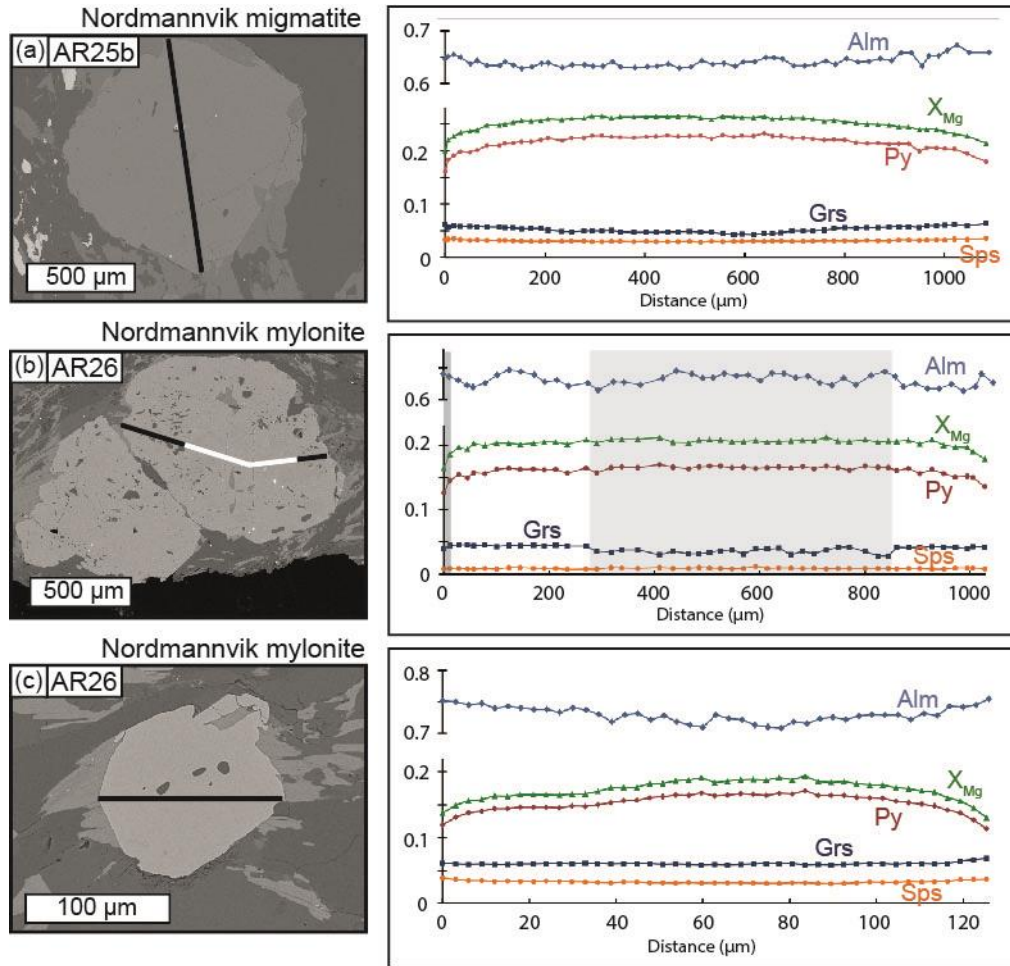 Nordmannvik migmatite
(a) AR25b
500 µm
0.7
Alm
0.6
X_Mg
0.2
Py
0.1
Grs
Sps
0
0 200 400 600 800 1000
Distance (µm)
Nordmannvik mylonite
(b) AR26
500 µm
Alm
0.6
0.2
X_Mg
Py
0.1
Grs
Sps
0
0 200 400 600 800 1000
Distance (µm)
Nordmannvik mylonite
(c) AR26
100 µm
0.8
Alm
0.7
0.2
X_Mg
Py
0.1
Grs
Sps
0
0 20 40 60 80 100 120
Distance (µm)